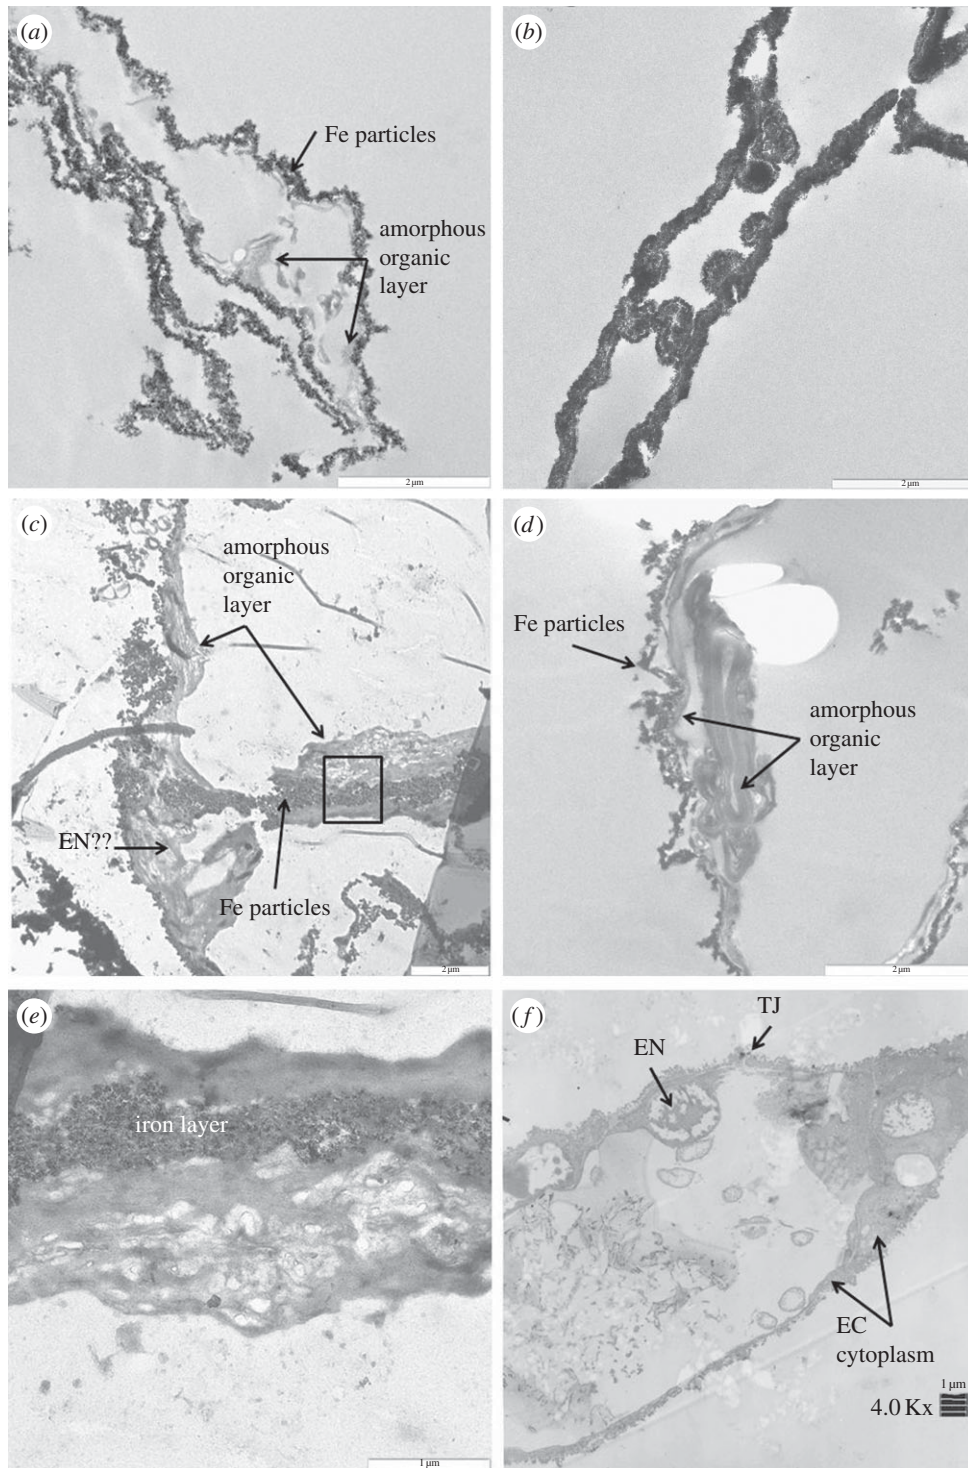 (a)
Fe particles
amorphous
organic
layer
2 µm
(b)
2 µm
(c)
amorphous
organic
layer
EN??
Fe particles
2 µm
(d)
Fe particles
amorphous
organic
layer
2 µm
(e)
iron layer
1 µm
(f)
TJ
EN
EC
cytoplasm
1 µm
4.0 Kx